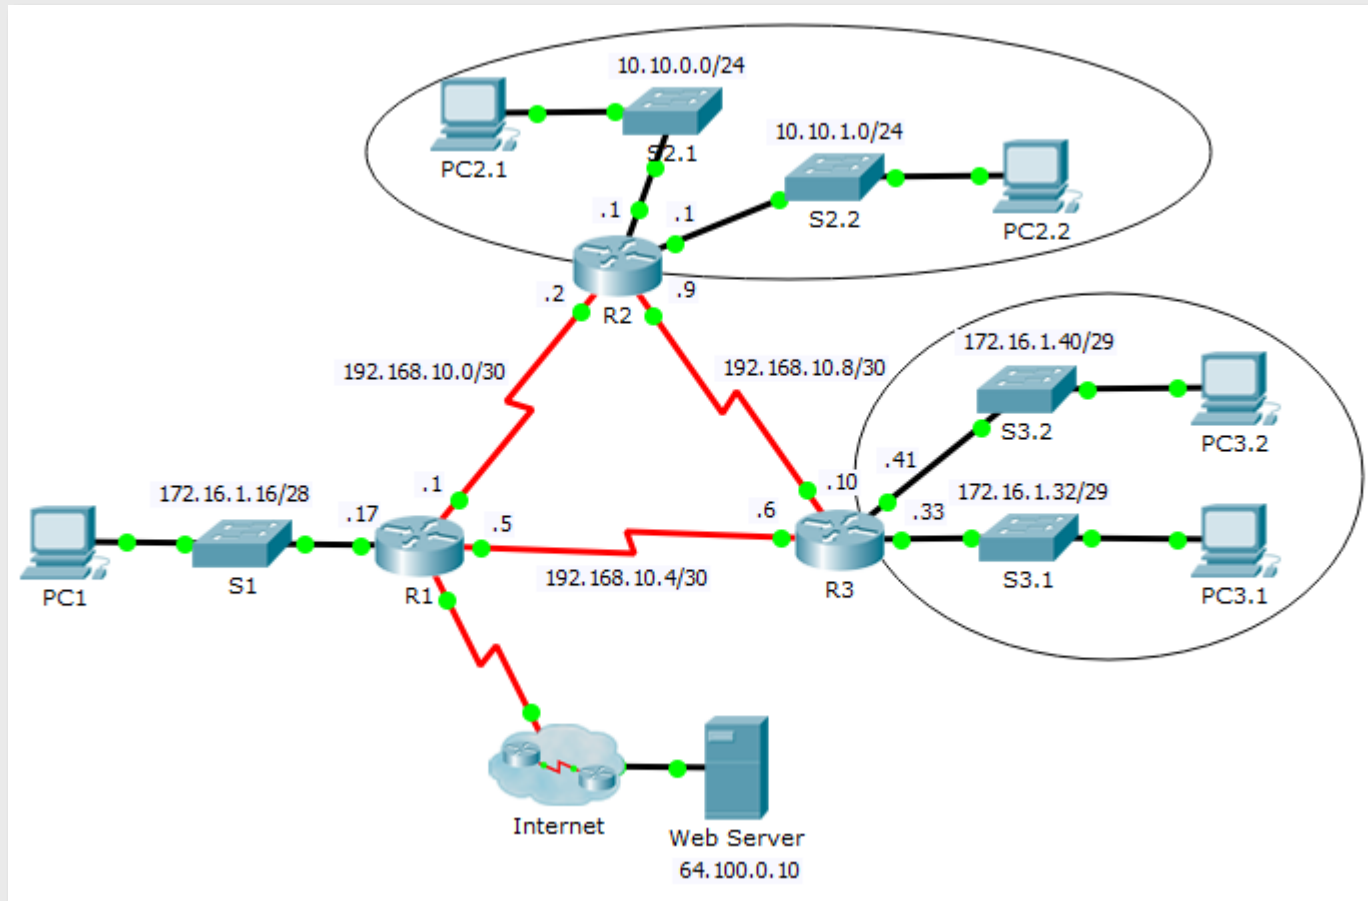 10.10.0.0/24
PC2.1
S2.1
10.10.1.0/24
S2.2
PC2.2
.1
.1
.2
.9
R2
192.168.10.0/30
192.168.10.8/30
172.16.1.40/29
S3.2
PC3.2
.41
.10
172.16.1.16/28
.17
.1
.5
.6
172.16.1.32/29
.33
192.168.10.4/30
PC1
S1
R1
R3
S3.1
PC3.1
Internet
Web Server
64.100.0.10